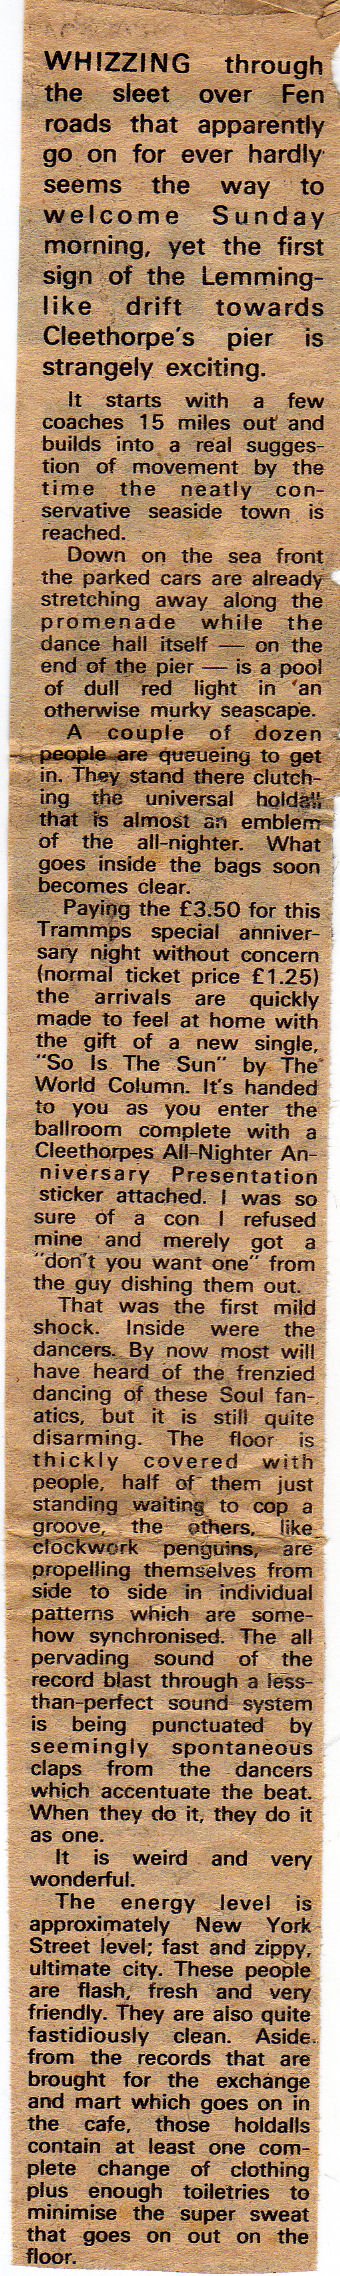 WHIZZING through
the sleet over Fen
roads that apparently
go on for ever hardly
seems the way to
welcome Sunday
morning, yet the first
sign of the Lemming-
like drift towards
Cleethorpe's pier is
strangely exciting.
It starts with a few
coaches 15 miles out and
builds into a real sugges-
tion of movement by the
time the neatly con-
servative seaside town is
reached.
Down on the sea front
the parked cars are already
stretching away along the
promenade while the
dance hall itself — on the
end of the pier — is a pool
of dull red light in an
otherwise murky seascape.
A couple of dozen
people are queueing to get
in. They stand there clutch-
ing the universal holdall
that is almost an emblem
of the all-nighter. What
goes inside the bags soon
becomes clear.
Paying the £3.50 for this
Trammps special anniver-
sary night without concern
(normal ticket price £1.25)
the arrivals are quickly
made to feel at home with
the gift of a new single,
"So Is The Sun" by The
World Column. It's handed
to you as you enter the
ballroom complete with a
Cleethorpes All-Nighter An-
niversary Presentation
sticker attached. I was so
sure of a con I refused
mine and merely got a
"don't you want one" from
the guy dishing them out.
That was the first mild
shock. Inside were the
dancers. By now most will
have heard of the frenzied
dancing of these Soul fan-
atics, but it is still quite
disarming. The floor is
thickly covered with
people, half of them just
standing waiting to cop a
groove, the others, like
clockwork penguins, are
propelling themselves from
side to side in individual
patterns which are some-
how synchronised. The all
pervading sound of the
record blast through a less-
than-perfect sound system
is being punctuated by
seemingly spontaneous
claps from the dancers
which accentuate the beat.
When they do it, they do it
as one.
It is weird and very
wonderful.
The energy level is
approximately New York
Street level; fast and zippy,
ultimate city. These people
are flash, fresh and very
friendly. They are also quite
fastidiously clean. Aside
from the records that are
brought for the exchange
and mart which goes on in
the cafe, those holdalls
contain at least one com-
plete change of clothing
plus enough toiletries to
minimise the super sweat
that goes on out on the
floor.